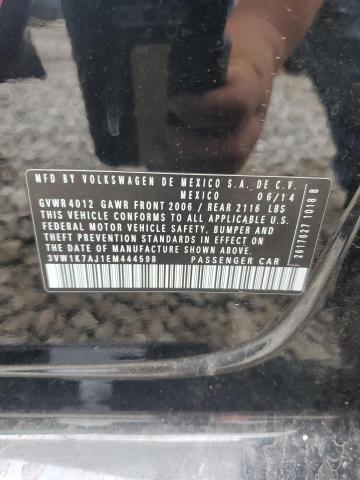 MFD BY VOLKSWAGEN DE MEXICO S.A. DE C.V.
MEXICO 06/14
GVWR 4012 GAWR FRONT 2006 / REAR 2116 LBS
THIS VEHICLE CONFORMS TO ALL APPLICABLE U.S.
FEDERAL MOTOR VEHICLE SAFETY, BUMPER AND
THEFT PREVENTION STANDARDS IN EFFECT ON
THE DATE OF MANUFACTURE SHOWN ABOVE.
3VW1K7AJ1EM444598 PASSENGER CAR
2617027 1018 B